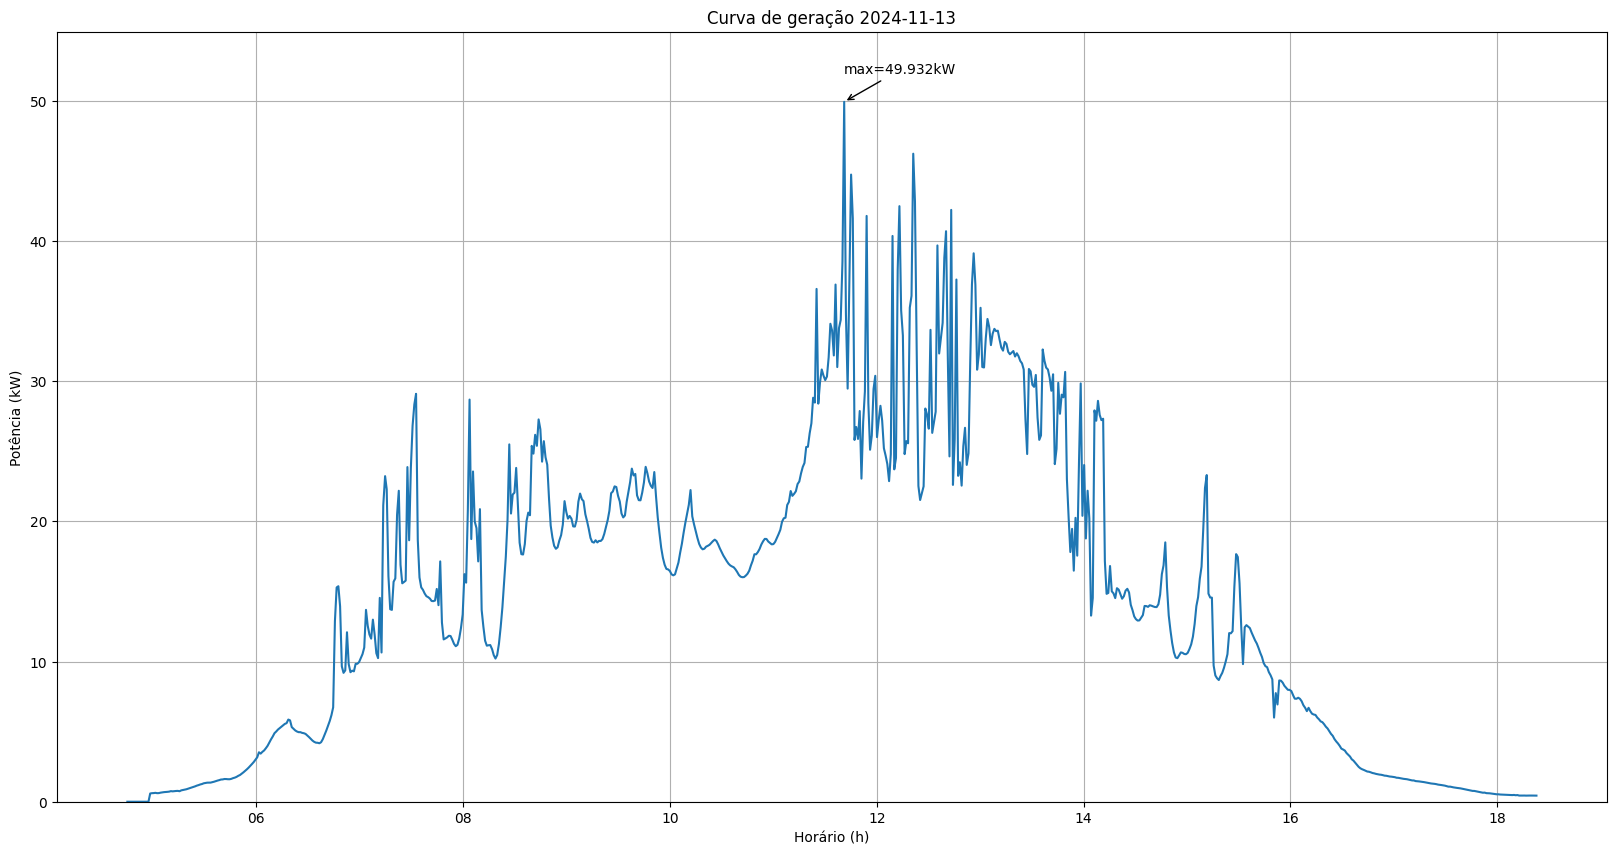 Curva de geração 2024-11-13
max=49.932kW
Potência (kW)
50
40
30
20
10
0
06 08 10 12 14 16 18
Horário (h)